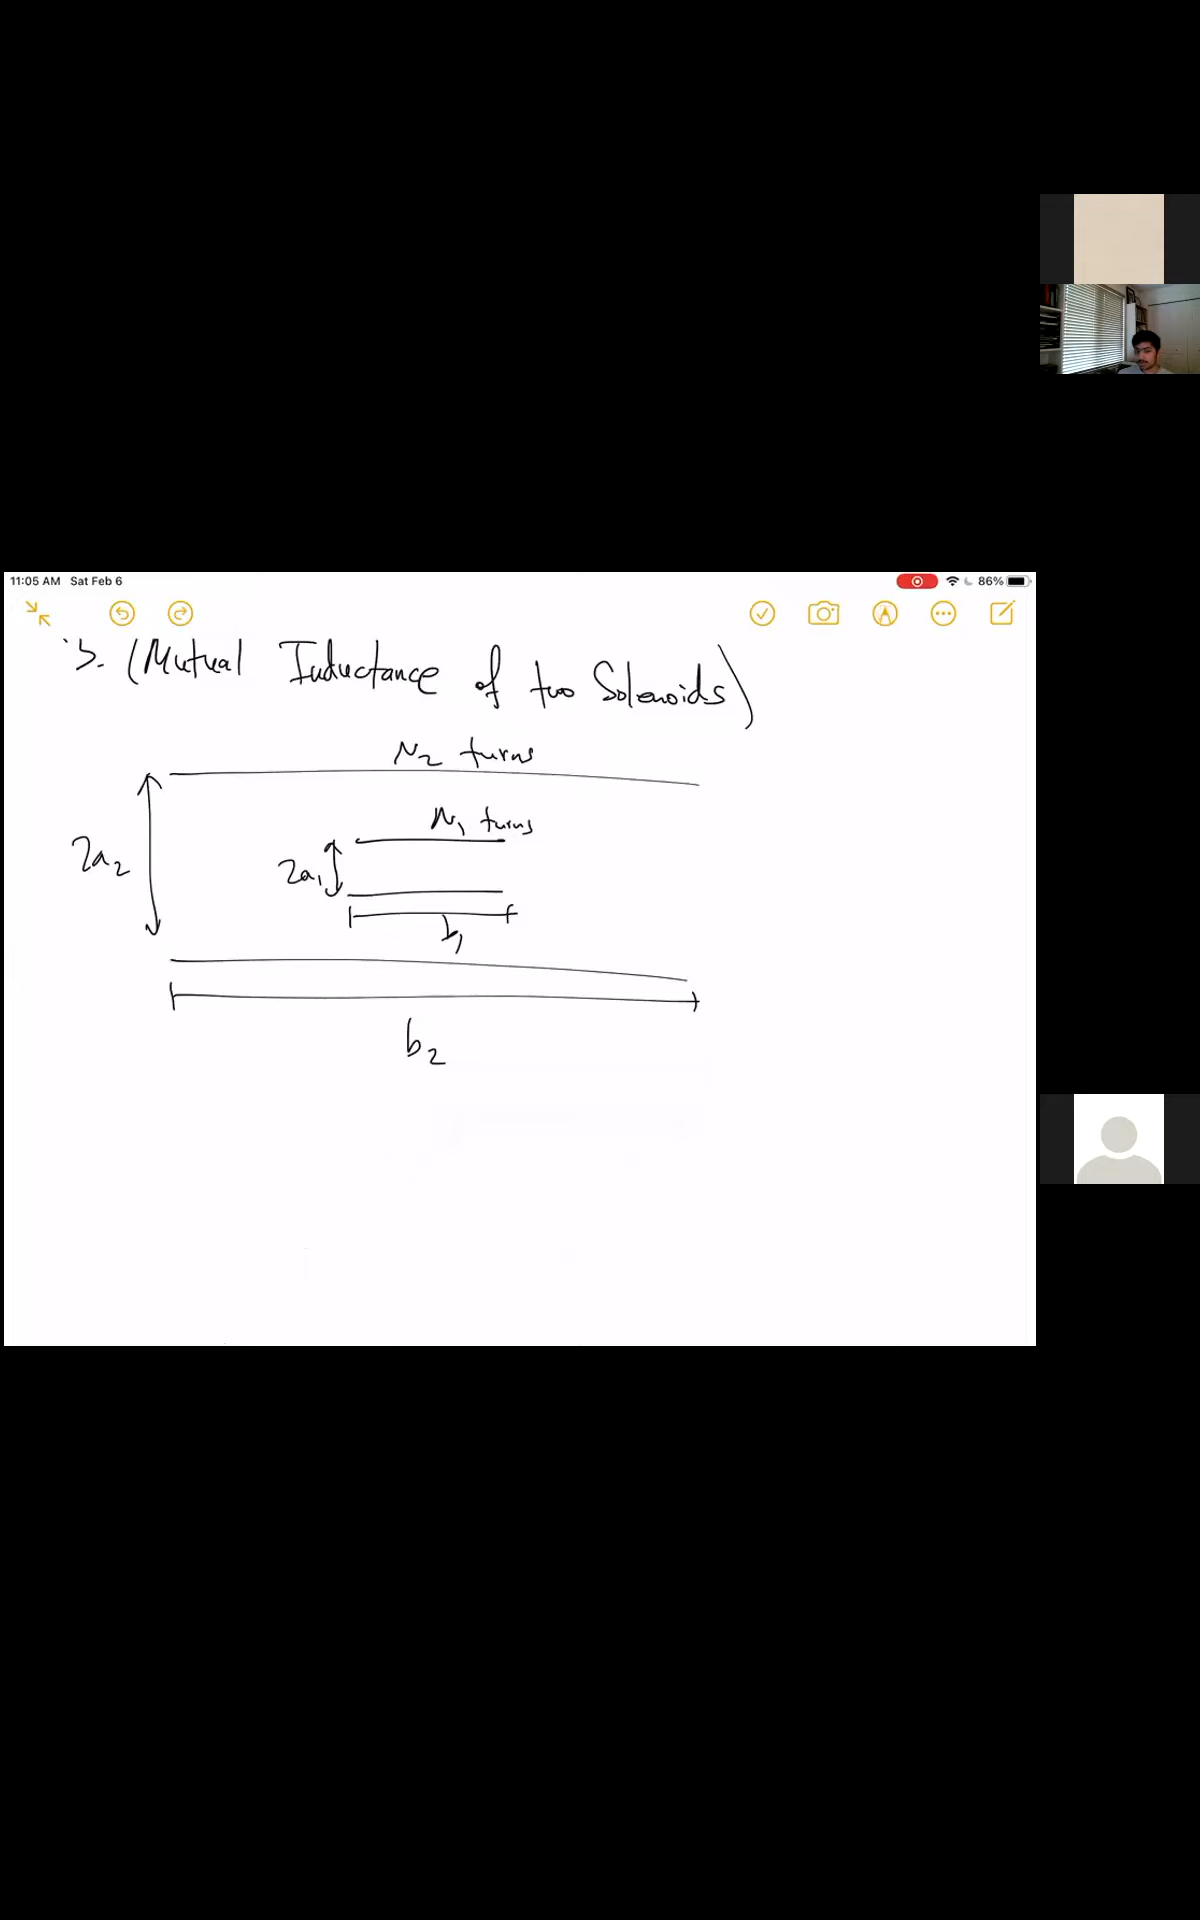 11:05 AM Sat Feb 6
86%
3. (Mutual Inductance of two Solenoids)
N2 turns
N1 turns
2a2
2a1
b1
b2